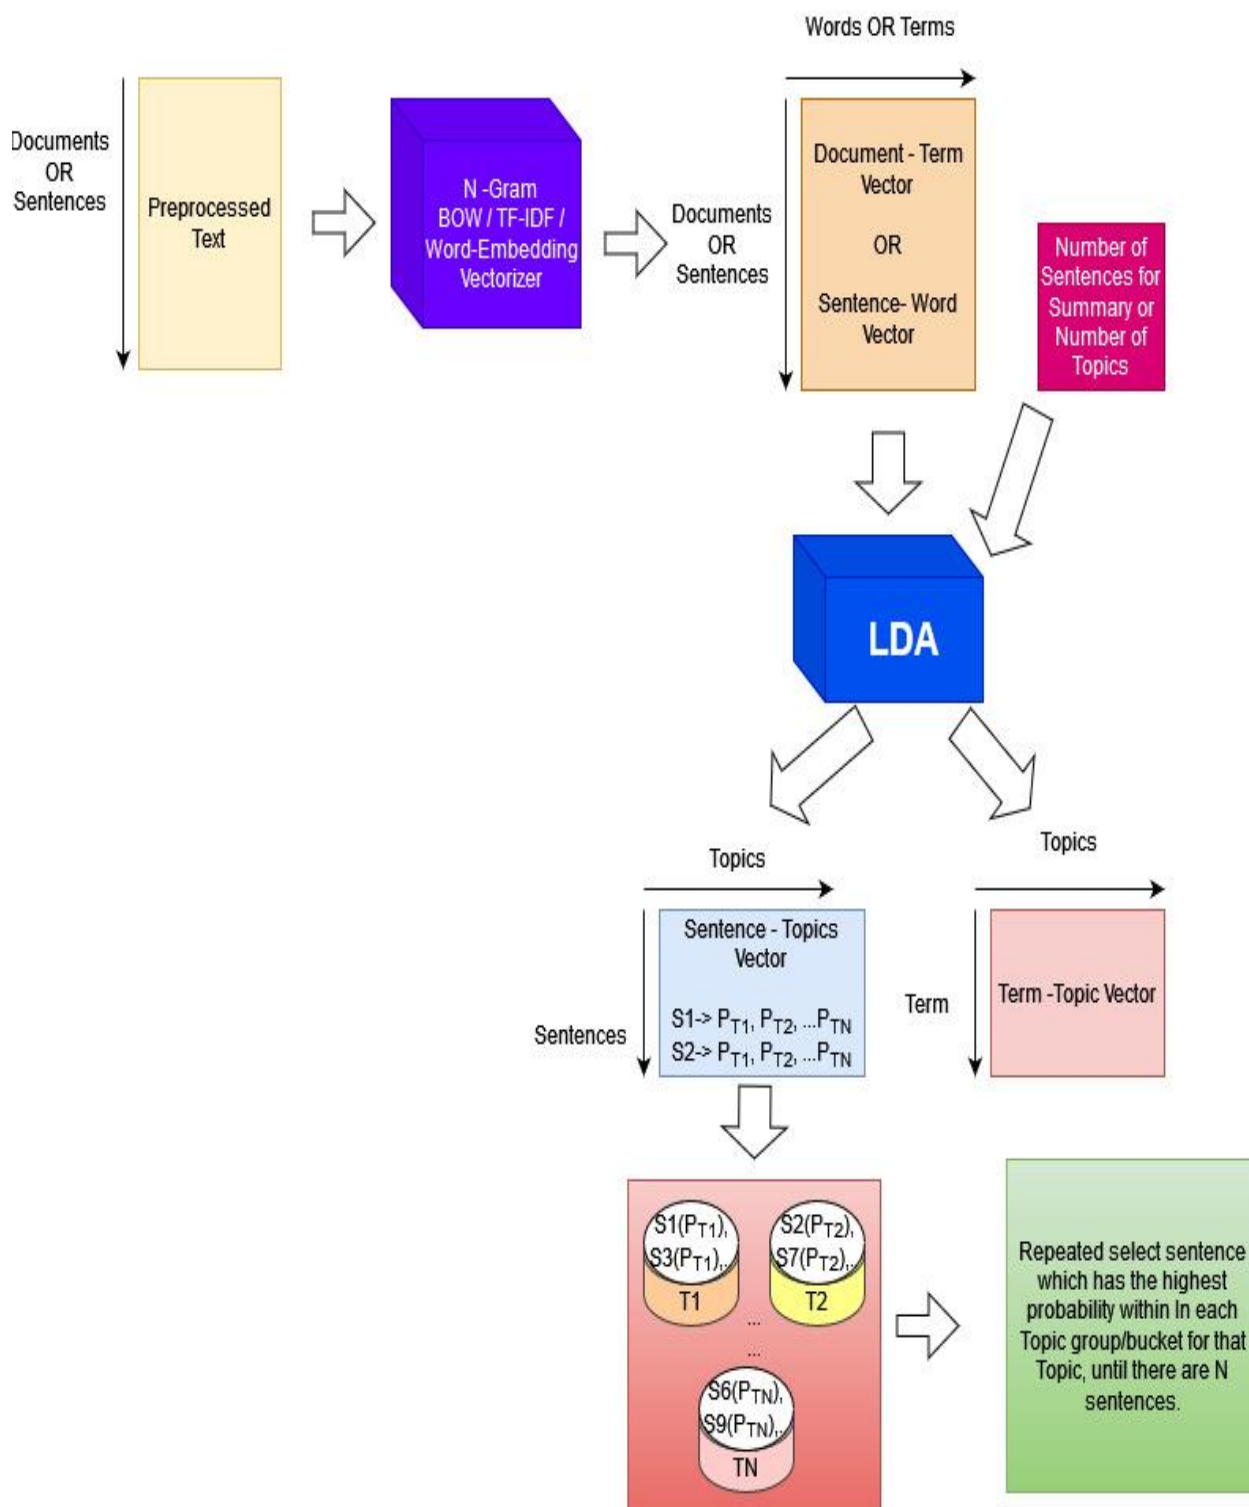 Words OR Terms
Documents
OR
Sentences
Preprocessed
Text
N -Gram
BOW / TF-IDF /
Word-Embedding
Vectorizer
Documents
OR
Sentences
Document - Term
Vector
OR
Sentence- Word
Vector
Number of
Sentences for
Summary or
Number of
Topics
LDA
Topics
Topics
Sentences
Sentence - Topics
Vector
S1-> PT1, PT2, ...PTN
S2-> PT1, PT2, ...PTN
Term
Term -Topic Vector
S1(PT1),
S3(PT1),..
T1
S2(PT2),
S7(PT2),..
T2
...
...
S6(PTN),
S9(PTN),..
TN
Repeated select sentence
which has the highest
probability within In each
Topic group/bucket for that
Topic, until there are N
sentences.